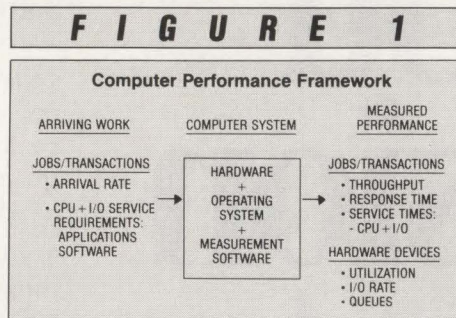 FIGURE 1
Computer Performance Framework
ARRIVING WORK
JOBS/TRANSACTIONS
• ARRIVAL RATE
• CPU + I/O SERVICE
REQUIREMENTS:
APPLICATIONS
SOFTWARE
COMPUTER SYSTEM
HARDWARE
+
OPERATING
SYSTEM
+
MEASUREMENT
SOFTWARE
MEASURED
PERFORMANCE
JOBS/TRANSACTIONS
• THROUGHPUT
• RESPONSE TIME
• SERVICE TIMES:
- CPU + I/O
HARDWARE DEVICES
• UTILIZATION
• I/O RATE
• QUEUES